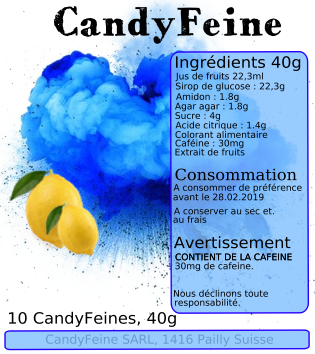 CandyFeine
Ingrédients 40g
Jus de fruits 22,3ml
Sirop de glucose : 22,3g
Amidon : 1.8g
Agar agar : 1.8g
Sucre : 4g
Acide citrique : 1.4g
Colorant alimentaire
Caféine : 30mg
Extrait de fruits
Consommation
A consommer de préférence
avant le 28.02.2019
A conserver au sec et.
au frais
Avertissement
CONTIENT DE LA CAFEINE
30mg de cafeine.
Nous déclinons toute
responsabilité.
10 CandyFeines, 40g
CandyFeine SARL, 1416 Pailly Suisse